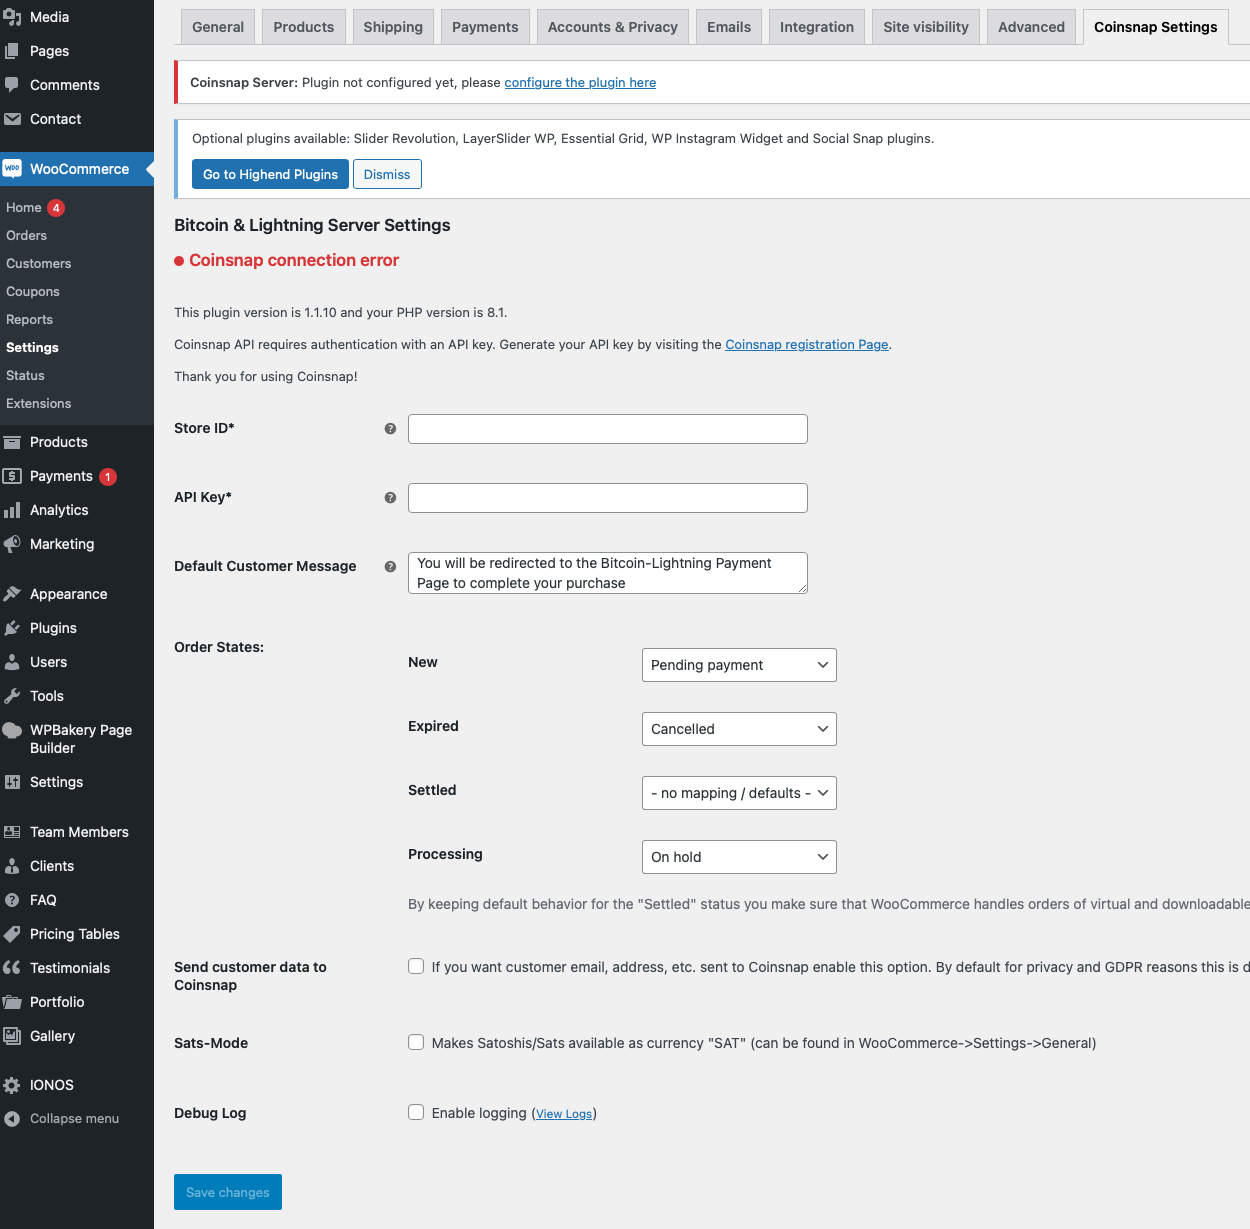 Media
Pages
Comments
Contact
WooCommerce
Home 4
Orders
Customers
Coupons
Reports
Settings
Status
Extensions
Products
Payments 1
Analytics
Marketing
Appearance
Plugins
Users
Tools
WPBakery Page
Builder
Settings
Team Members
Clients
FAQ
Pricing Tables
Testimonials
Portfolio
Gallery
IONOS
Collapse menu
General Products Shipping Payments Accounts & Privacy Emails Integration Site visibility Advanced Coinsnap Settings
Coinsnap Server: Plugin not configured yet, please configure the plugin here
Optional plugins available: Slider Revolution, LayerSlider WP, Essential Grid, WP Instagram Widget and Social Snap plugins.
Go to Highend Plugins Dismiss
Bitcoin & Lightning Server Settings
Coinsnap connection error
This plugin version is 1.1.10 and your PHP version is 8.1.
Coinsnap API requires authentication with an API key. Generate your API key by visiting the Coinsnap registration Page.
Thank you for using Coinsnap!
Store ID*
API Key*
Default Customer Message
You will be redirected to the Bitcoin-Lightning Payment
Page to complete your purchase
Order States:
New Pending payment
Expired Cancelled
Settled - no mapping / defaults -
Processing On hold
By keeping default behavior for the "Settled" status you make sure that WooCommerce handles orders of virtual and downloadable
Send customer data to
Coinsnap
If you want customer email, address, etc. sent to Coinsnap enable this option. By default for privacy and GDPR reasons this is d
Sats-Mode
Makes Satoshis/Sats available as currency "SAT" (can be found in WooCommerce->Settings->General)
Debug Log
Enable logging (View Logs)
Save changes